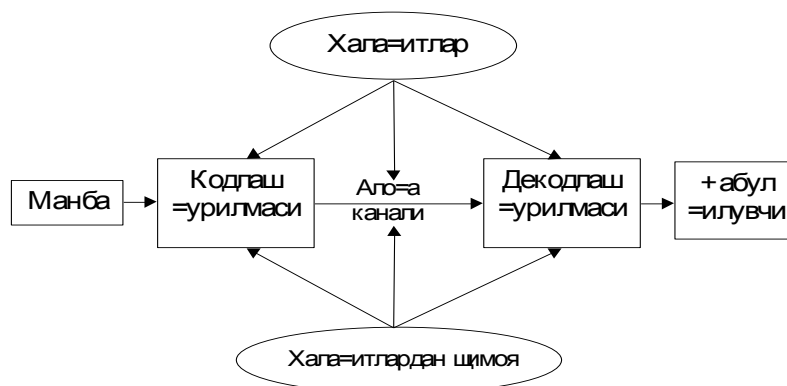 Хала=итлар
Манба
Кодлаш
=урилмаси
Ало=а
канали
Декодлаш
=урилмаси
+абул
=илувчи
Хала=итлардан щимоя